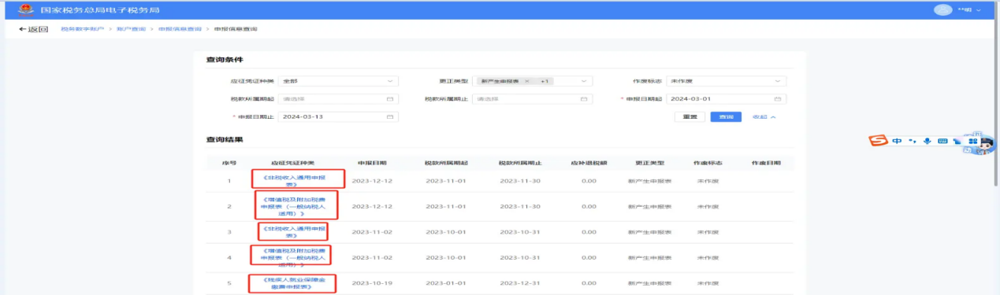 国家税务总局电子税务局
**明
返回 税务数字账户 > 账户查询 > 申报信息查询 > 申报信息查询
查询条件
应征凭证种类 全部 更正类型 新产生申报表 × +1 作废标志 未作废
税款所属期起 请选择 税款所属期止 请选择 * 申报日期起 2024-03-01
* 申报日期止 2024-03-13 重置 查询 收起
中
查询结果
序号 应征凭证种类 申报日期 税款所属期起 税款所属期止 应补退税额 更正类型 作废标志 作废日期
《非税收入通用申报
1 2023-12-12 2023-11-01 2023-11-30 0.00 新产生申报表 未作废
表》
《增值税及附加税费
2 申报表（一般纳税人 2023-12-12 2023-11-01 2023-11-30 0.00 新产生申报表 未作废
适用）》
《非税收入通用申报
3 2023-11-02 2023-10-01 2023-10-31 0.00 新产生申报表 未作废
表》
《增值税及附加税费
4 申报表（一般纳税人 2023-11-02 2023-10-01 2023-10-31 0.00 新产生申报表 未作废
适用）》
《残疾人就业保障金
5 2023-10-19 2023-01-01 2023-12-31 0.00 新产生申报表 未作废
缴费申报表》